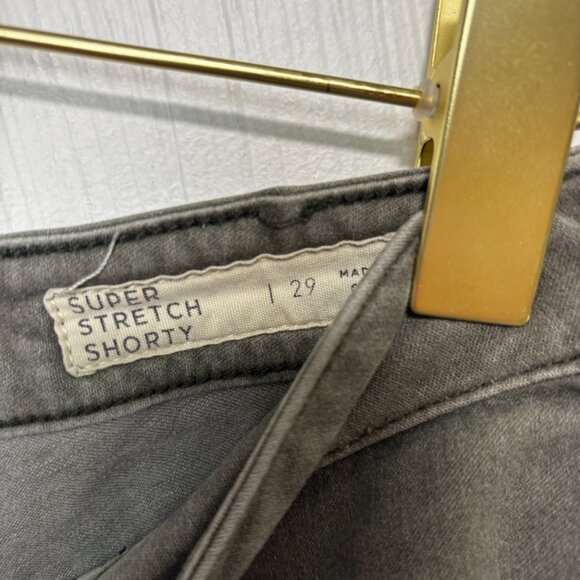 SUPER
STRETCH
SHORTY
| 29